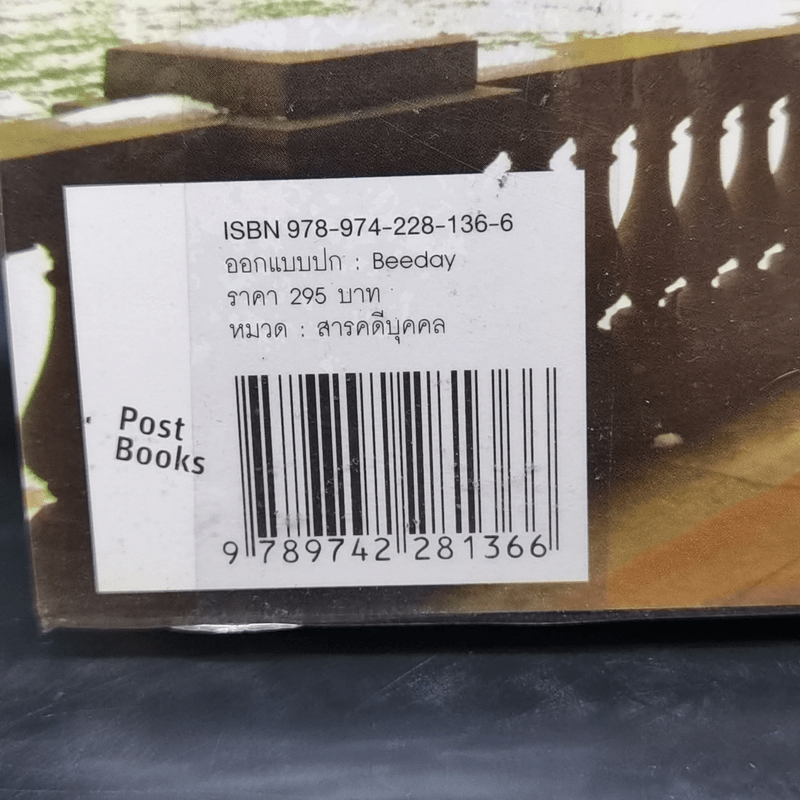 ISBN 978-974-228-136-6
ออกแบบปก : Beeday
ราคา 295 บาท
หมวด : สารคดีบุคคล
Post
Books
9 789742 281366